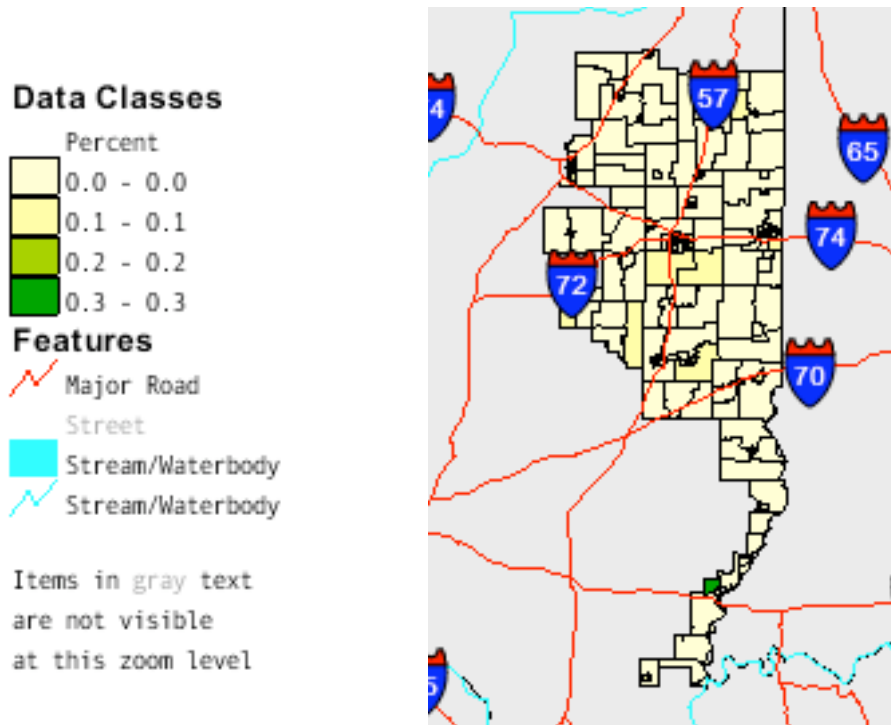 Data Classes
Percent
0.0 - 0.0
0.1 - 0.1
0.2 - 0.2
0.3 - 0.3
Features
Major Road
Street
Stream/Waterbody
Stream/Waterbody
Items in gray text
are not visible
at this zoom level
57
4
65
74
72
70
5